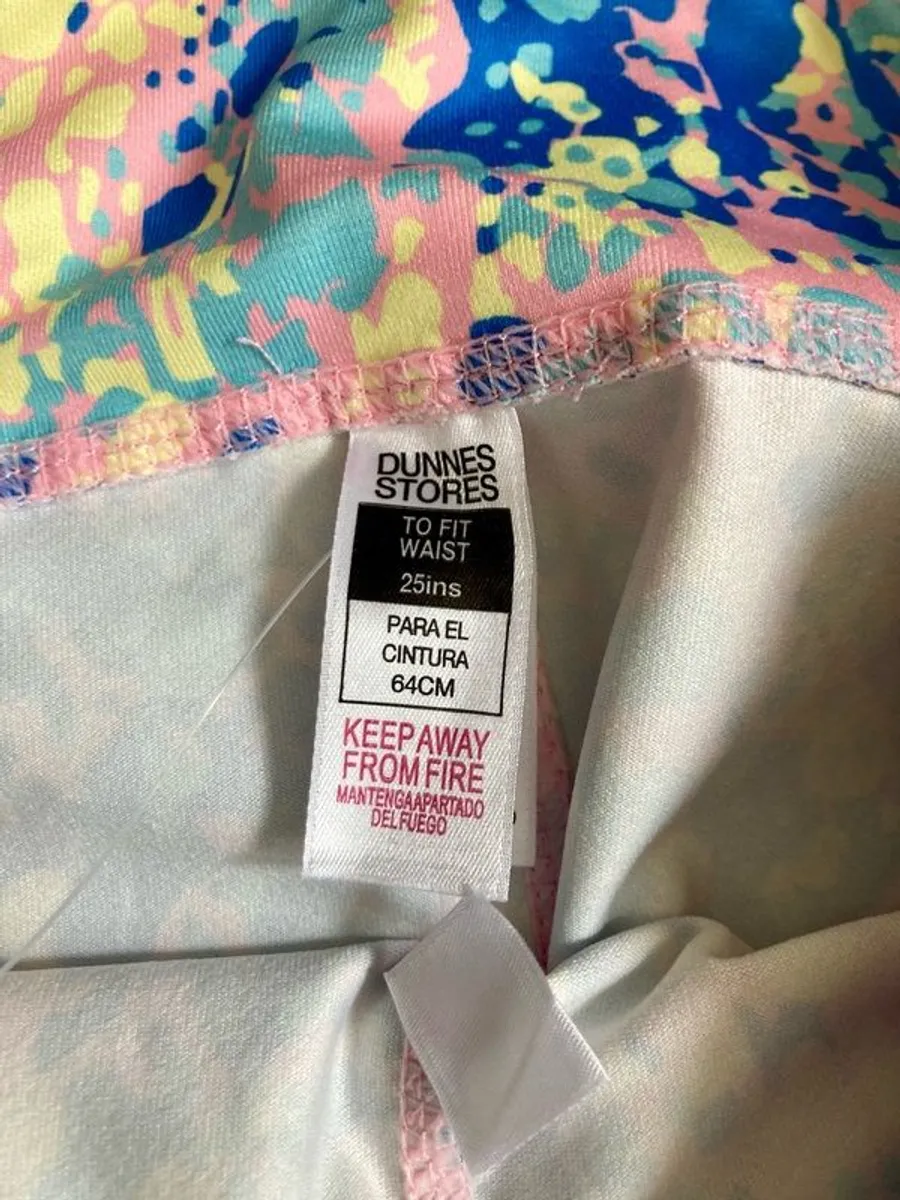 DUNNES
STORES
TO FIT
WAIST
25ins
PARA EL
CINTURA
64CM
KEEP AWAY
FROM FIRE
MANTENGAAPARTADO
DEL FUEGO